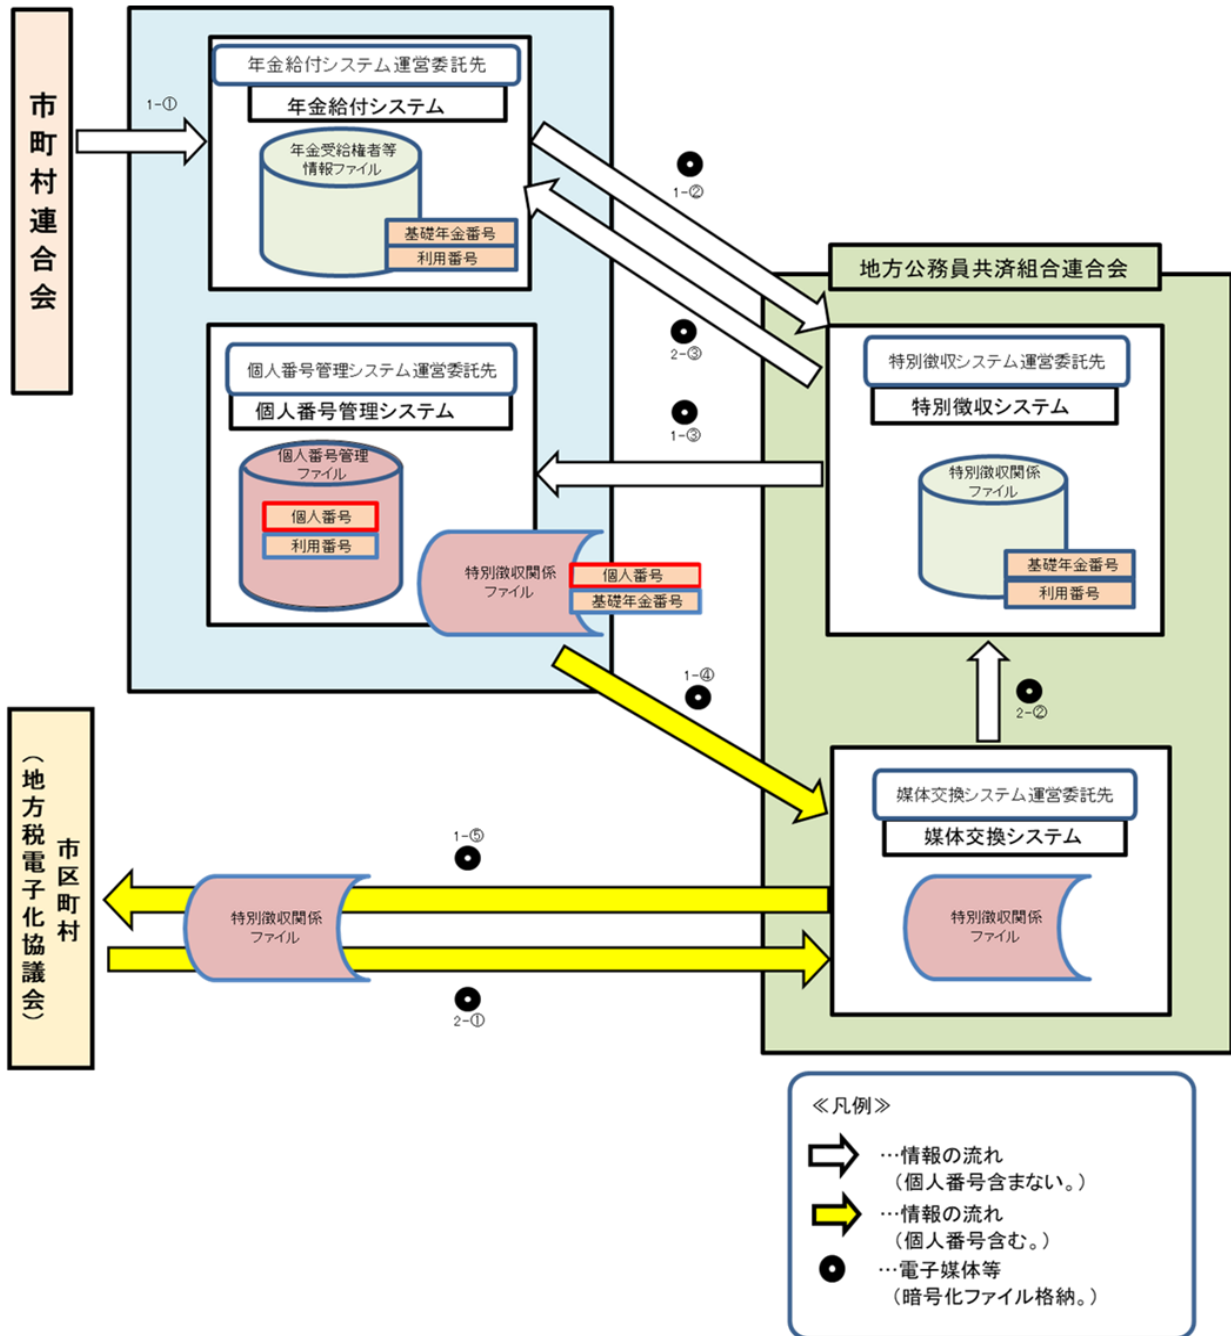 市町村連合会
1-①
年金給付システム運営委託先
年金給付システム
年金受給権者等
情報ファイル
基礎年金番号
利用番号
1-②
2-③
1-③
地方公務員共済組合連合会
特別徴収システム運営委託先
特別徴収システム
特別徴収関係
ファイル
基礎年金番号
利用番号
個人番号管理システム運営委託先
個人番号管理システム
個人番号管理
ファイル
個人番号
利用番号
特別徴収関係
ファイル
個人番号
基礎年金番号
1-④
2-②
媒体交換システム運営委託先
媒体交換システム
特別徴収関係
ファイル
市区町村
（地方税電子化協議会）
1-⑤
特別徴収関係
ファイル
2-①
≪凡例≫
…情報の流れ
（個人番号含まない。）
…情報の流れ
（個人番号含む。）
…電子媒体等
（暗号化ファイル格納。）